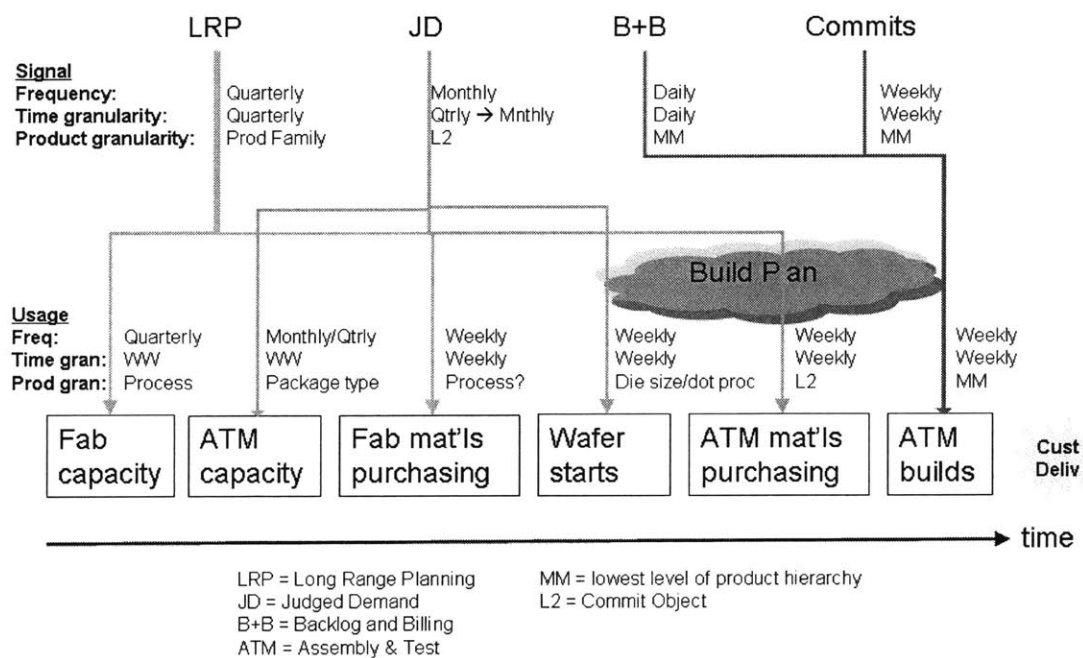 LRP JD B+B Commits
Signal
Frequency: Quarterly Monthly Daily Weekly
Time granularity: Quarterly Qtrly → Mnthly Daily Weekly
Product granularity: Prod Family L2 MM MM
Build Plan
Usage
Freq: Quarterly Monthly/Qtrly Weekly Weekly Weekly Weekly
Time gran: WW WW Weekly Weekly Weekly Weekly
Prod gran: Process Package type Process? Die size/dot proc L2 MM
Fab ATM Fab mat'ls Wafer ATM mat'ls ATM Cust
capacity capacity purchasing starts purchasing builds Deliv
time
LRP = Long Range Planning MM = lowest level of product hierarchy
JD = Judged Demand L2 = Commit Object
B+B = Backlog and Billing
ATM = Assembly & Test